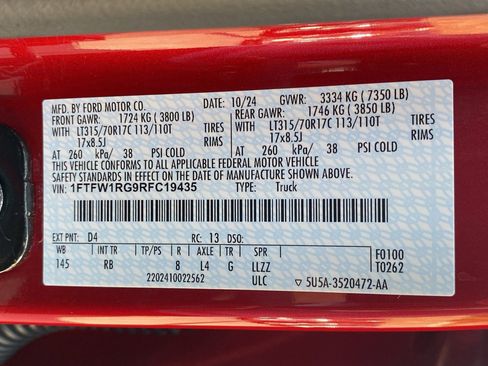 MFD. BY FORD MOTOR CO. DATE: 10/24 GVWR: 3334 KG ( 7350 LB)
FRONT GAWR: 1724 KG ( 3800 LB) REAR GAWR: 1746 KG ( 3850 LB)
WITH LT315/70R17C 113/110T TIRES WITH LT315/70R17C 113/110T TIRES
17x8.5J RIMS 17x8.5J RIMS
AT 260 kPa/ 38 PSI COLD AT 260 kPa/ 38 PSI COLD
THIS VEHICLE CONFORMS TO ALL APPLICABLE FEDERAL MOTOR VEHICLE
SAFETY STANDARDS IN EFFECT ON THE DATE OF MANUFACTURE SHOWN ABOVE.
VIN: 1FTFW1RG9RFC19435 TYPE: Truck
EXT PNT: D4 RC: 13 DSO:
WB INT TR TP/PS R AXLE TR SPR F0100
145 RB 8 L4 G LLZZ T0262
2202410022562 ULC ▽ 5U5A-3520472-AA